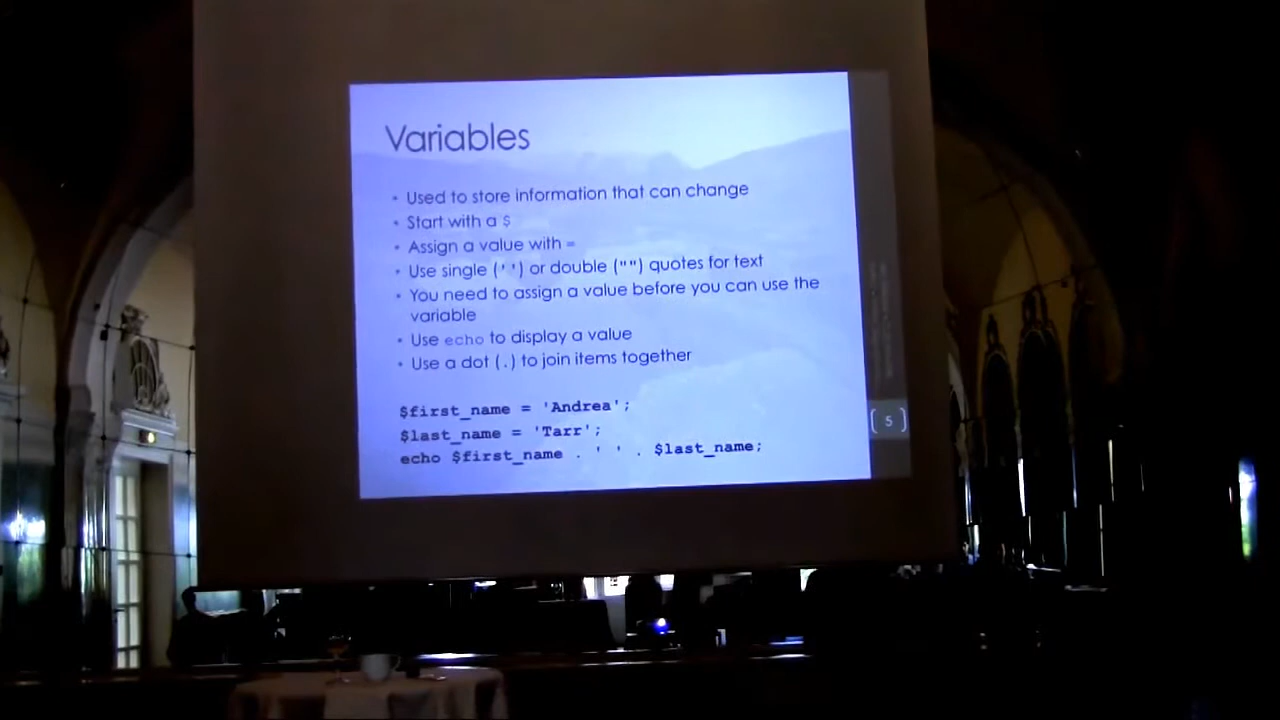 Variables
• Used to store information that can change
• Start with a $
• Assign a value with =
• Use single (' ') or double ("") quotes for text
• You need to assign a value before you can use the
variable
• Use echo to display a value
• Use a dot (.) to join items together
$first_name = 'Andrea';
$last_name = 'Tarr';
echo $first_name . ' ' . $last_name;
5